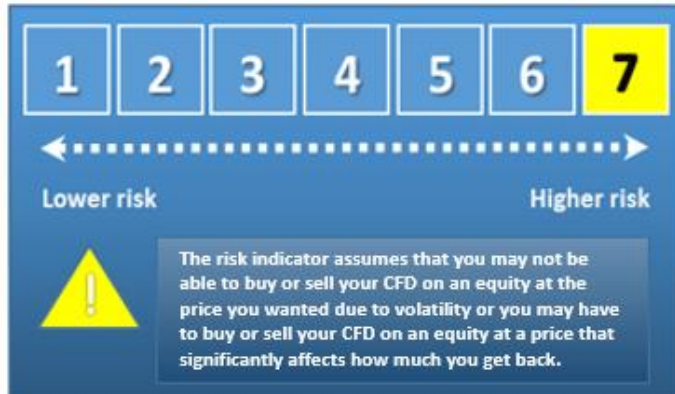 1 2 3 4 5 6 7
Lower risk Higher risk
!
The risk indicator assumes that you may not be
able to buy or sell your CFD on an equity at the
price you wanted due to volatility or you may have
to buy or sell your CFD on an equity at a price that
significantly affects how much you get back.